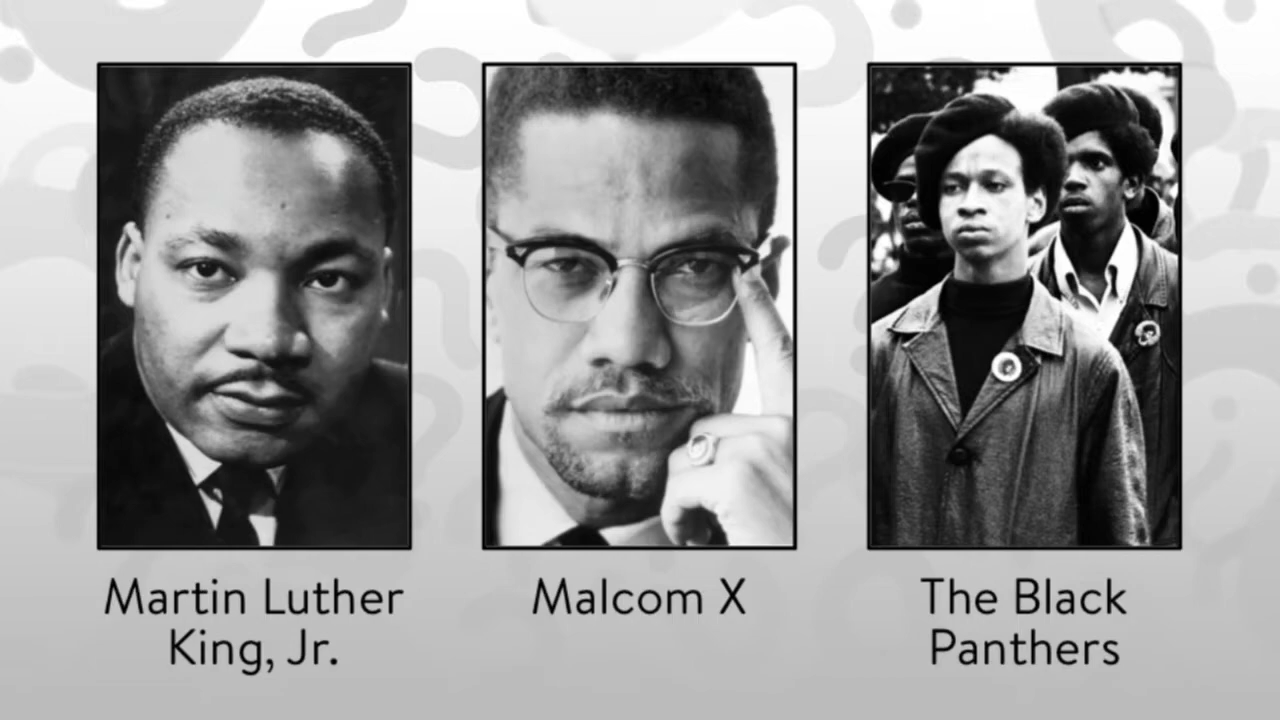 Martin Luther
King, Jr.
Malcom X
The Black
Panthers